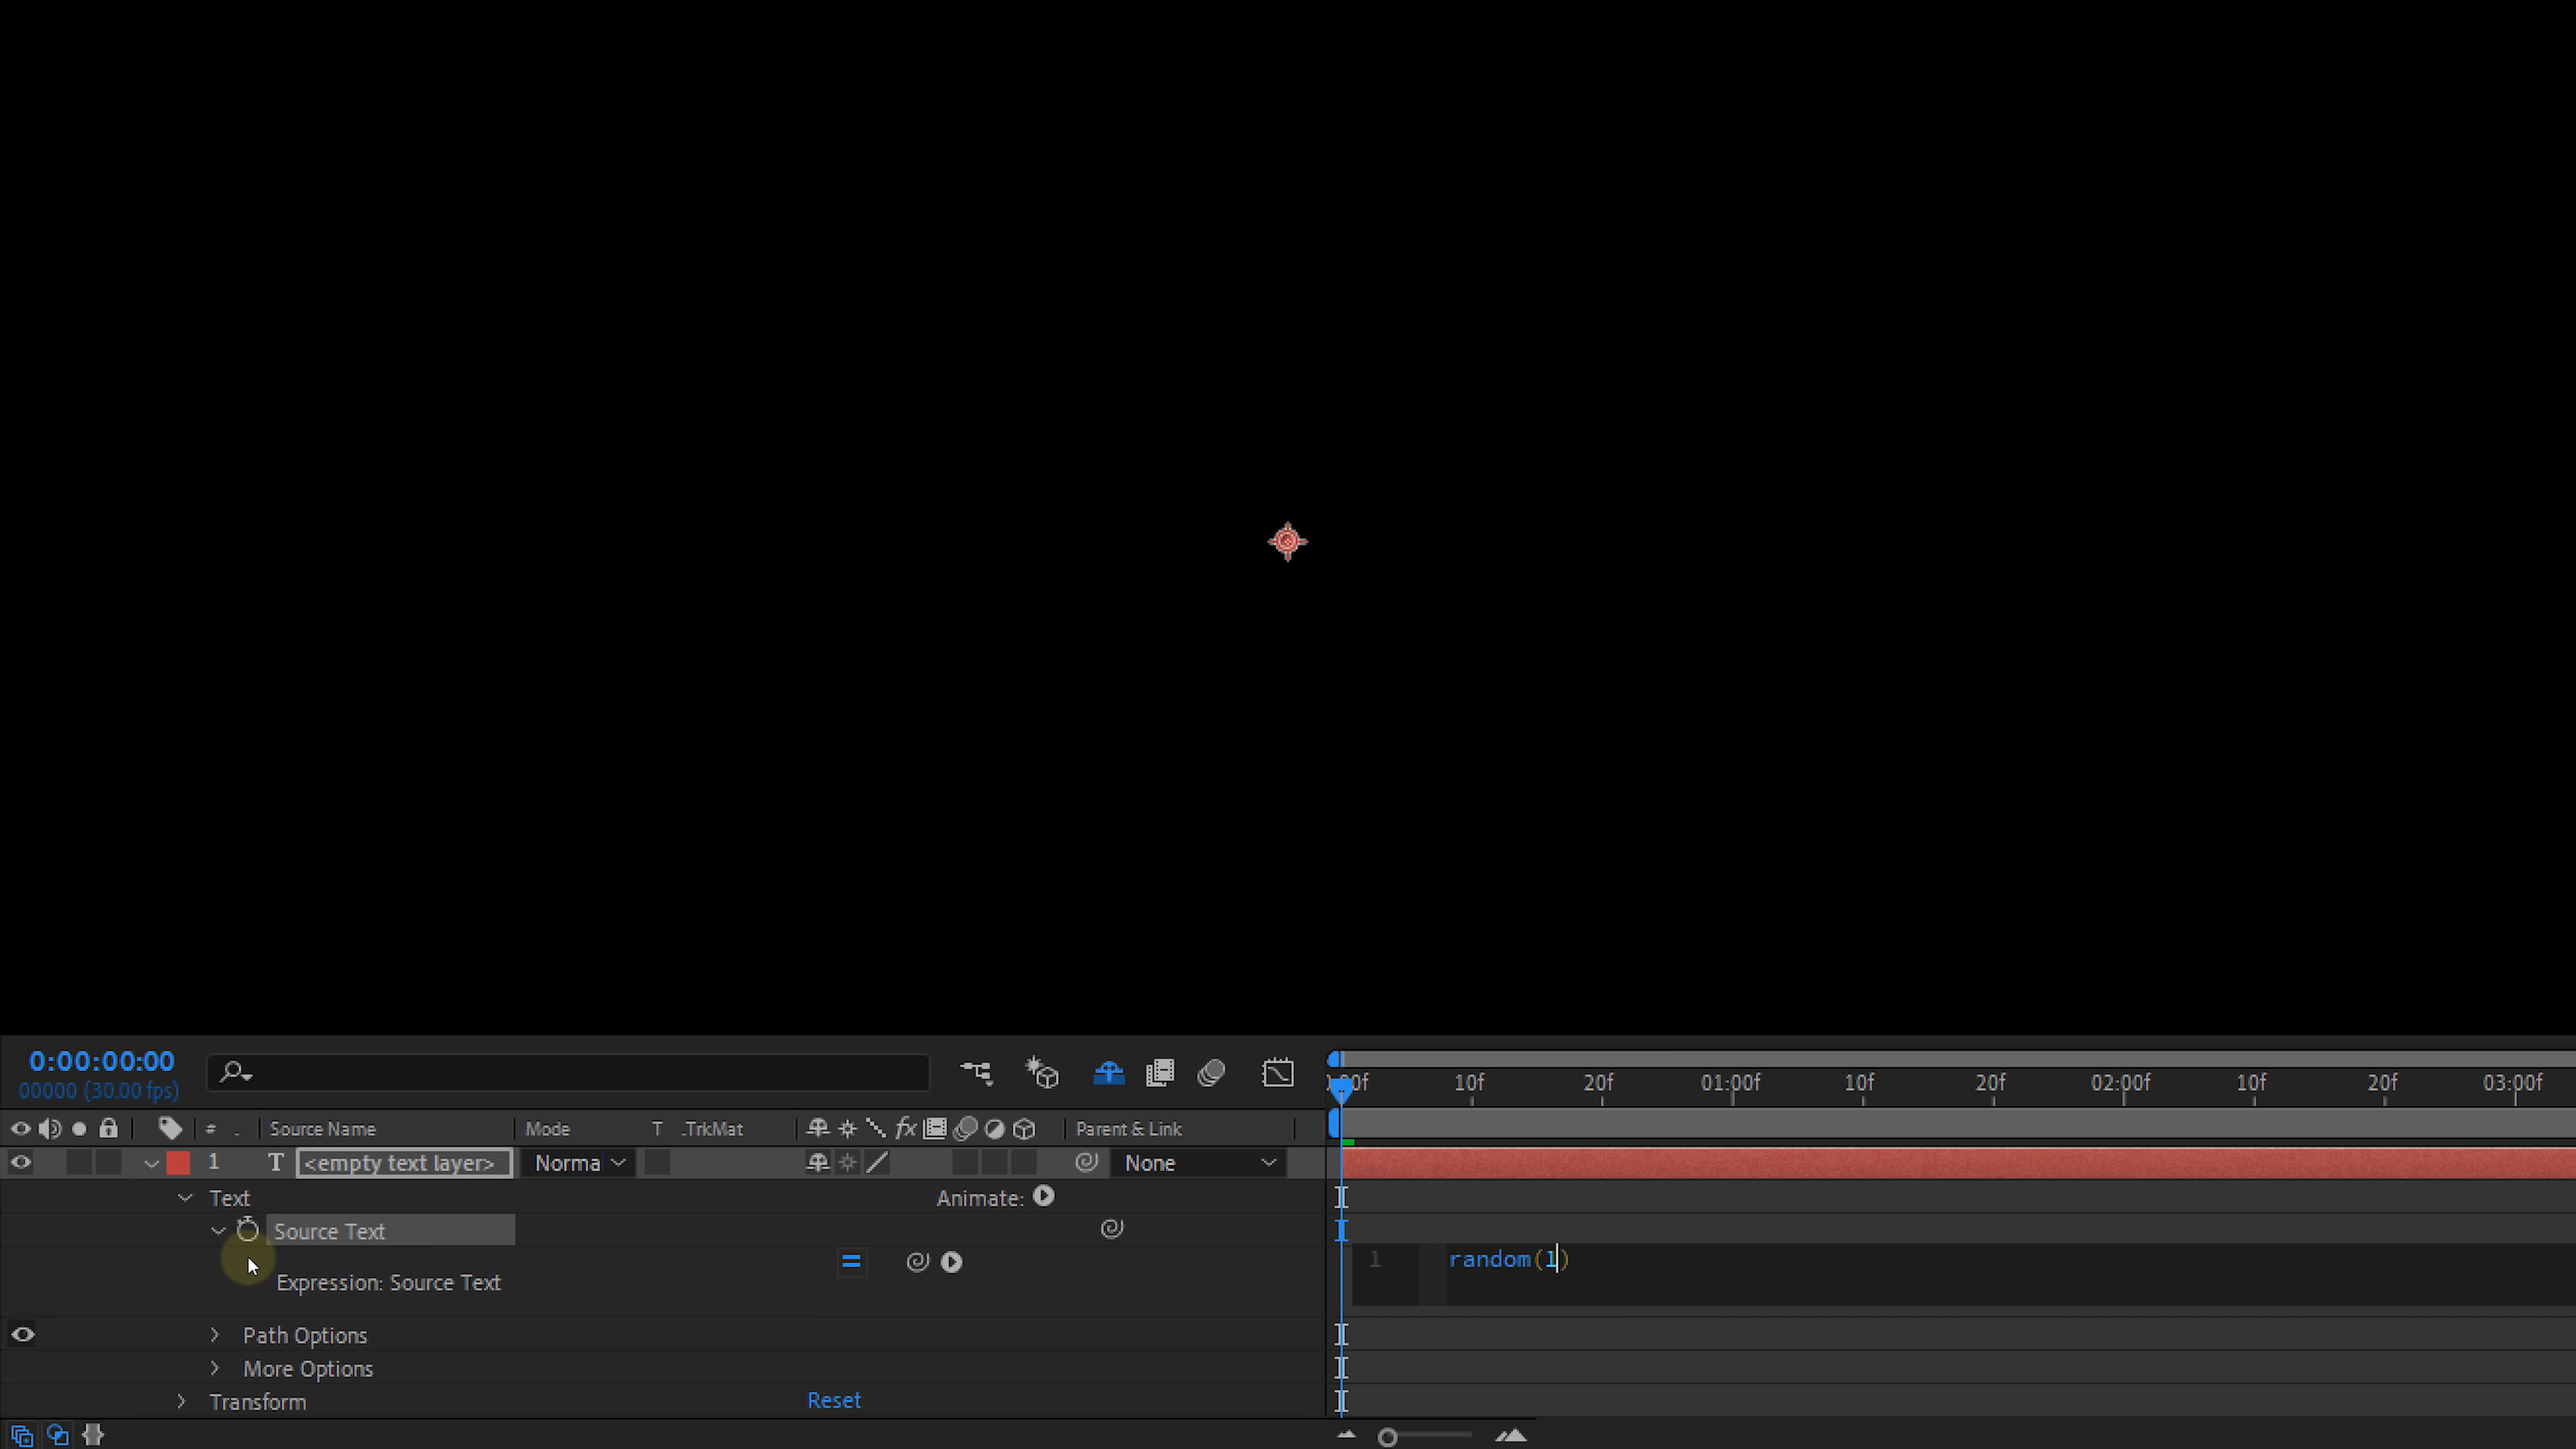 0:00:00:00
00000 (30.00 fps)
:00f 10f 20f 01:00f 10f 20f 02:00f 10f 20f 03:00f
# . Source Name Mode T .TrkMat fx Parent & Link
1 T <empty text layer> Norma None
Text Animate:
Source Text
1 random(1)
Expression: Source Text
Path Options
More Options
Transform Reset